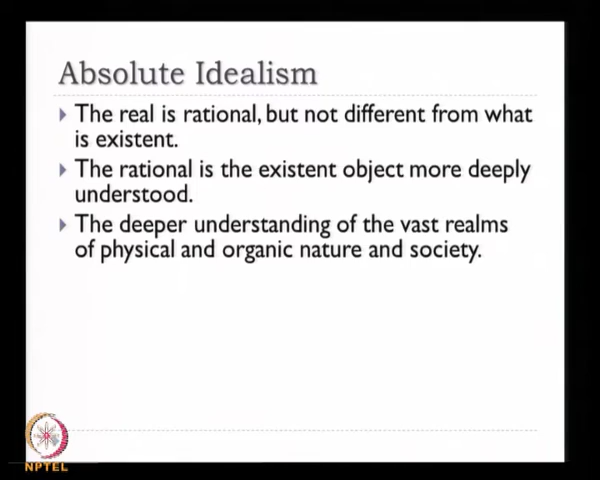 Absolute Idealism
The real is rational, but not different from what
is existent.
The rational is the existent object more deeply
understood.
The deeper understanding of the vast realms
of physical and organic nature and society.
NPTEL